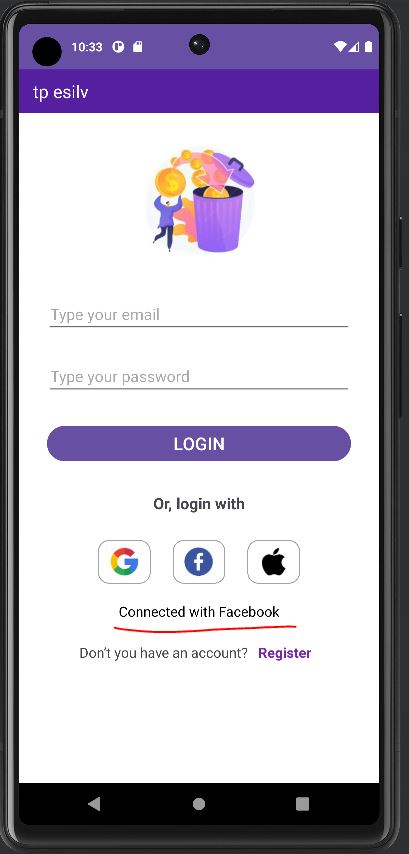 10:33
tp esilv
$
Type your email
Type your password
LOGIN
Or, login with
G f
Connected with Facebook
Don't you have an account? Register